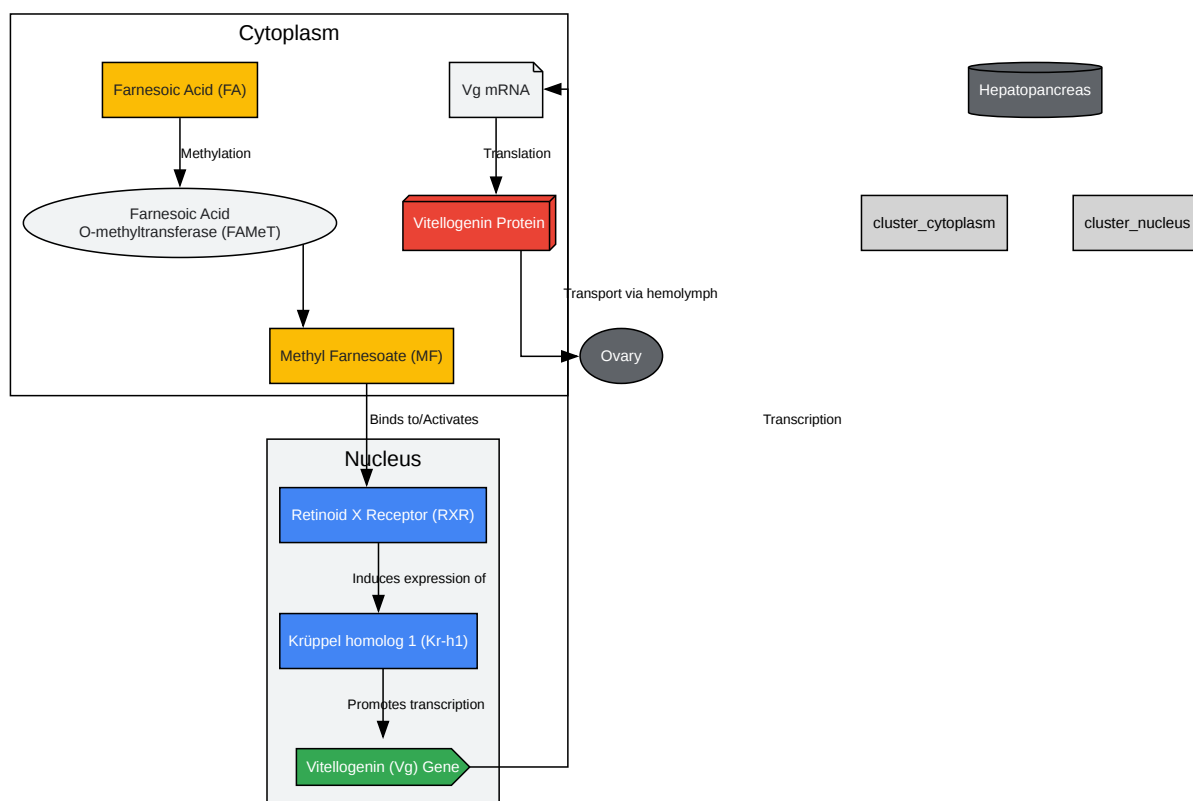 Cytoplasm
Farnesoic Acid (FA)
Vg mRNA
Hepatopancreas
Methylation
Translation
Farnesoic Acid
O-methyltransferase (FAMeT)
Vitellogenin Protein
cluster_cytoplasm
cluster_nucleus
Transport via hemolymph
Methyl Farnesoate (MF)
Ovary
Binds to/Activates
Transcription
Nucleus
Retinoid X Receptor (RXR)
Induces expression of
Krüppel homolog 1 (Kr-h1)
Promotes transcription
Vitellogenin (Vg) Gene